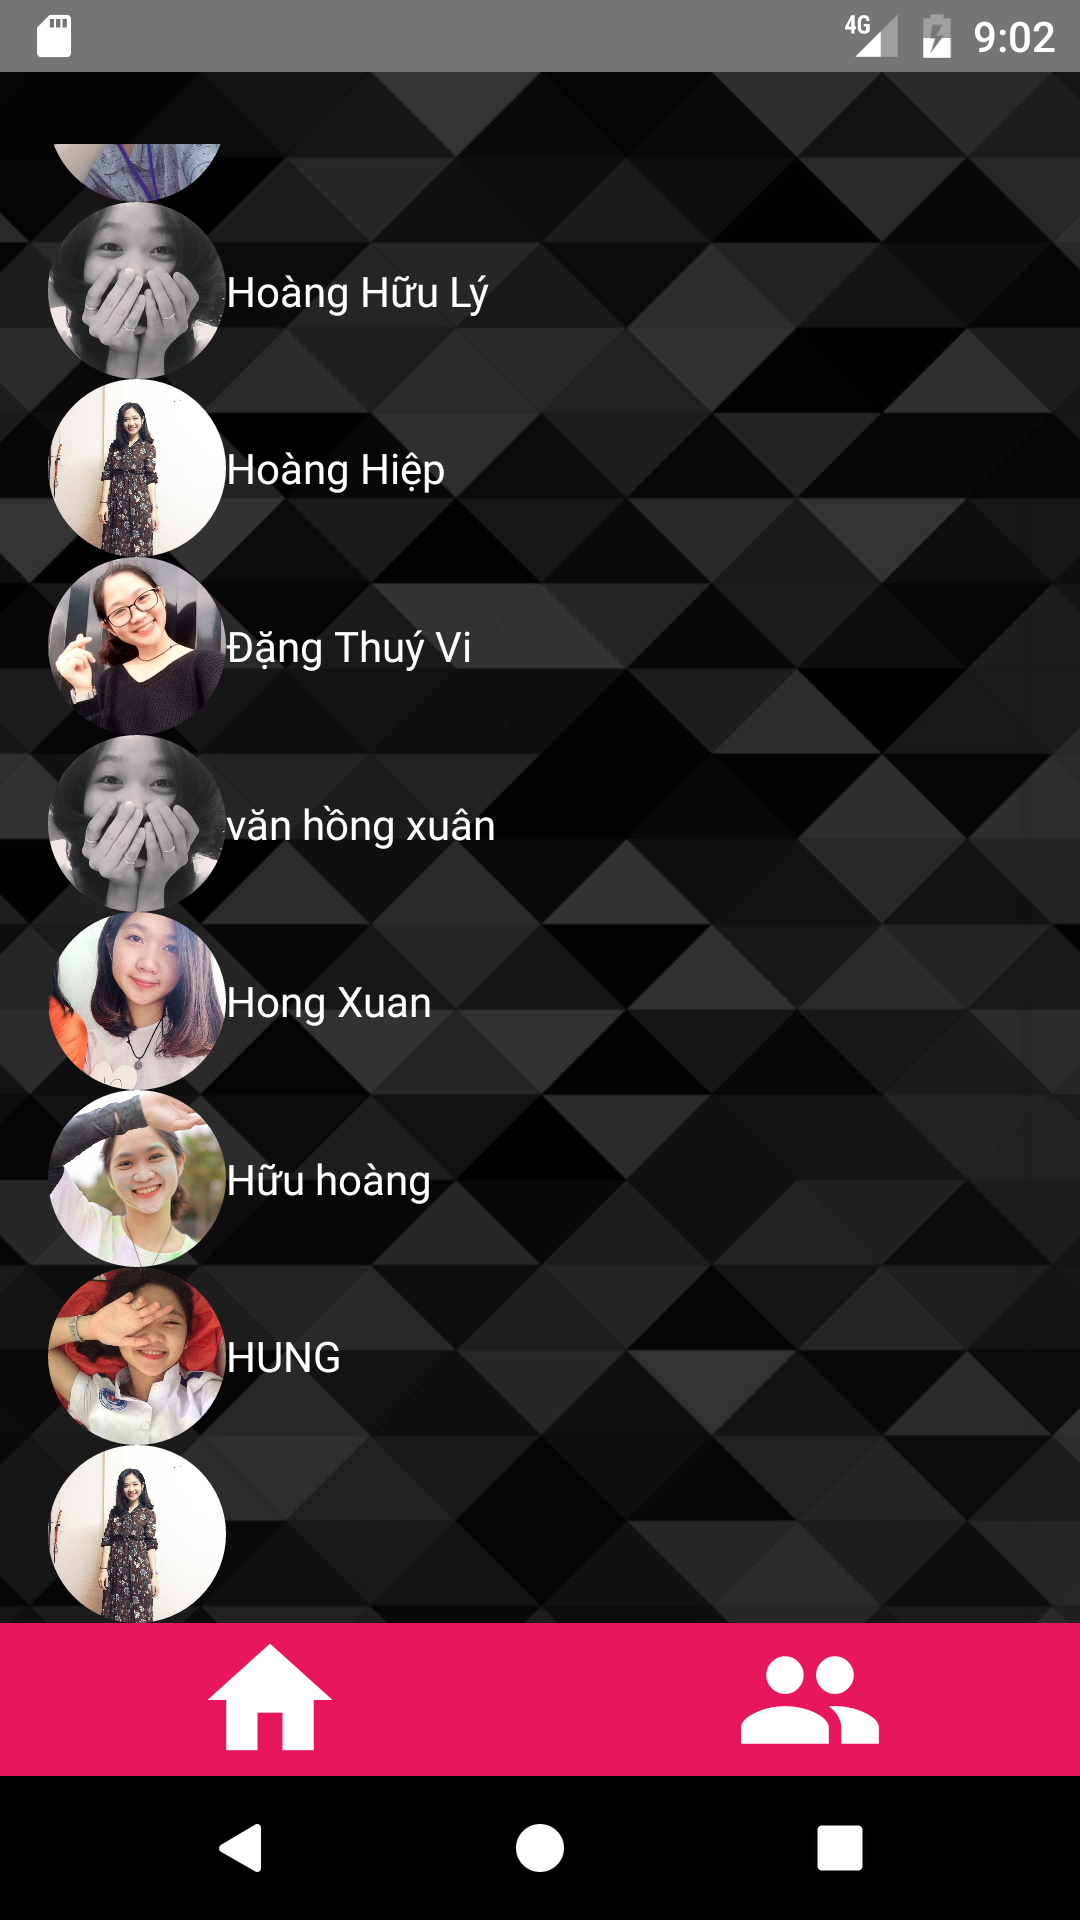 4G 9:02
Hoàng Hữu Lý
Hoàng Hiệp
Đặng Thuý Vi
văn hồng xuân
Hong Xuan
Hữu hoàng
HUNG